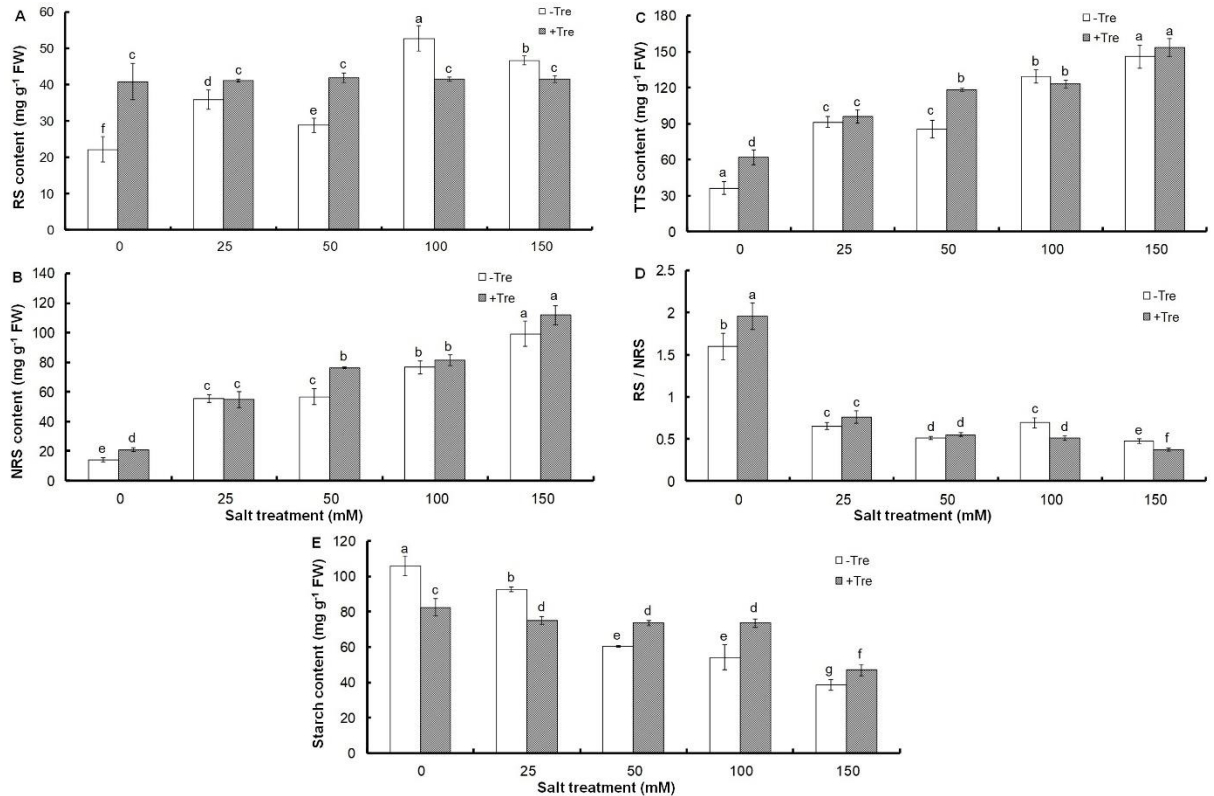 A
-Tre
+Tre
RS content (mg g⁻¹ FW)
60
50
40
30
20
10
0
f c d c e c a c b c
0 25 50 100 150
C
-Tre
+Tre
TTS content (mg g⁻¹ FW)
180
150
120
90
60
30
0
a d c c c b b b a a
0 25 50 100 150
B
-Tre
+Tre
NRS content (mg g⁻¹ FW)
140
120
100
80
60
40
20
0
e d c c c b b b a a
0 25 50 100 150
Salt treatment (mM)
D
-Tre
+Tre
RS / NRS
2.5
2
1.5
1
0.5
0
b a c c d d c d e f
0 25 50 100 150
Salt treatment (mM)
E
-Tre
+Tre
Starch content (mg g⁻¹ FW)
120
100
80
60
40
20
0
a c b d e d e d g f
0 25 50 100 150
Salt treatment (mM)